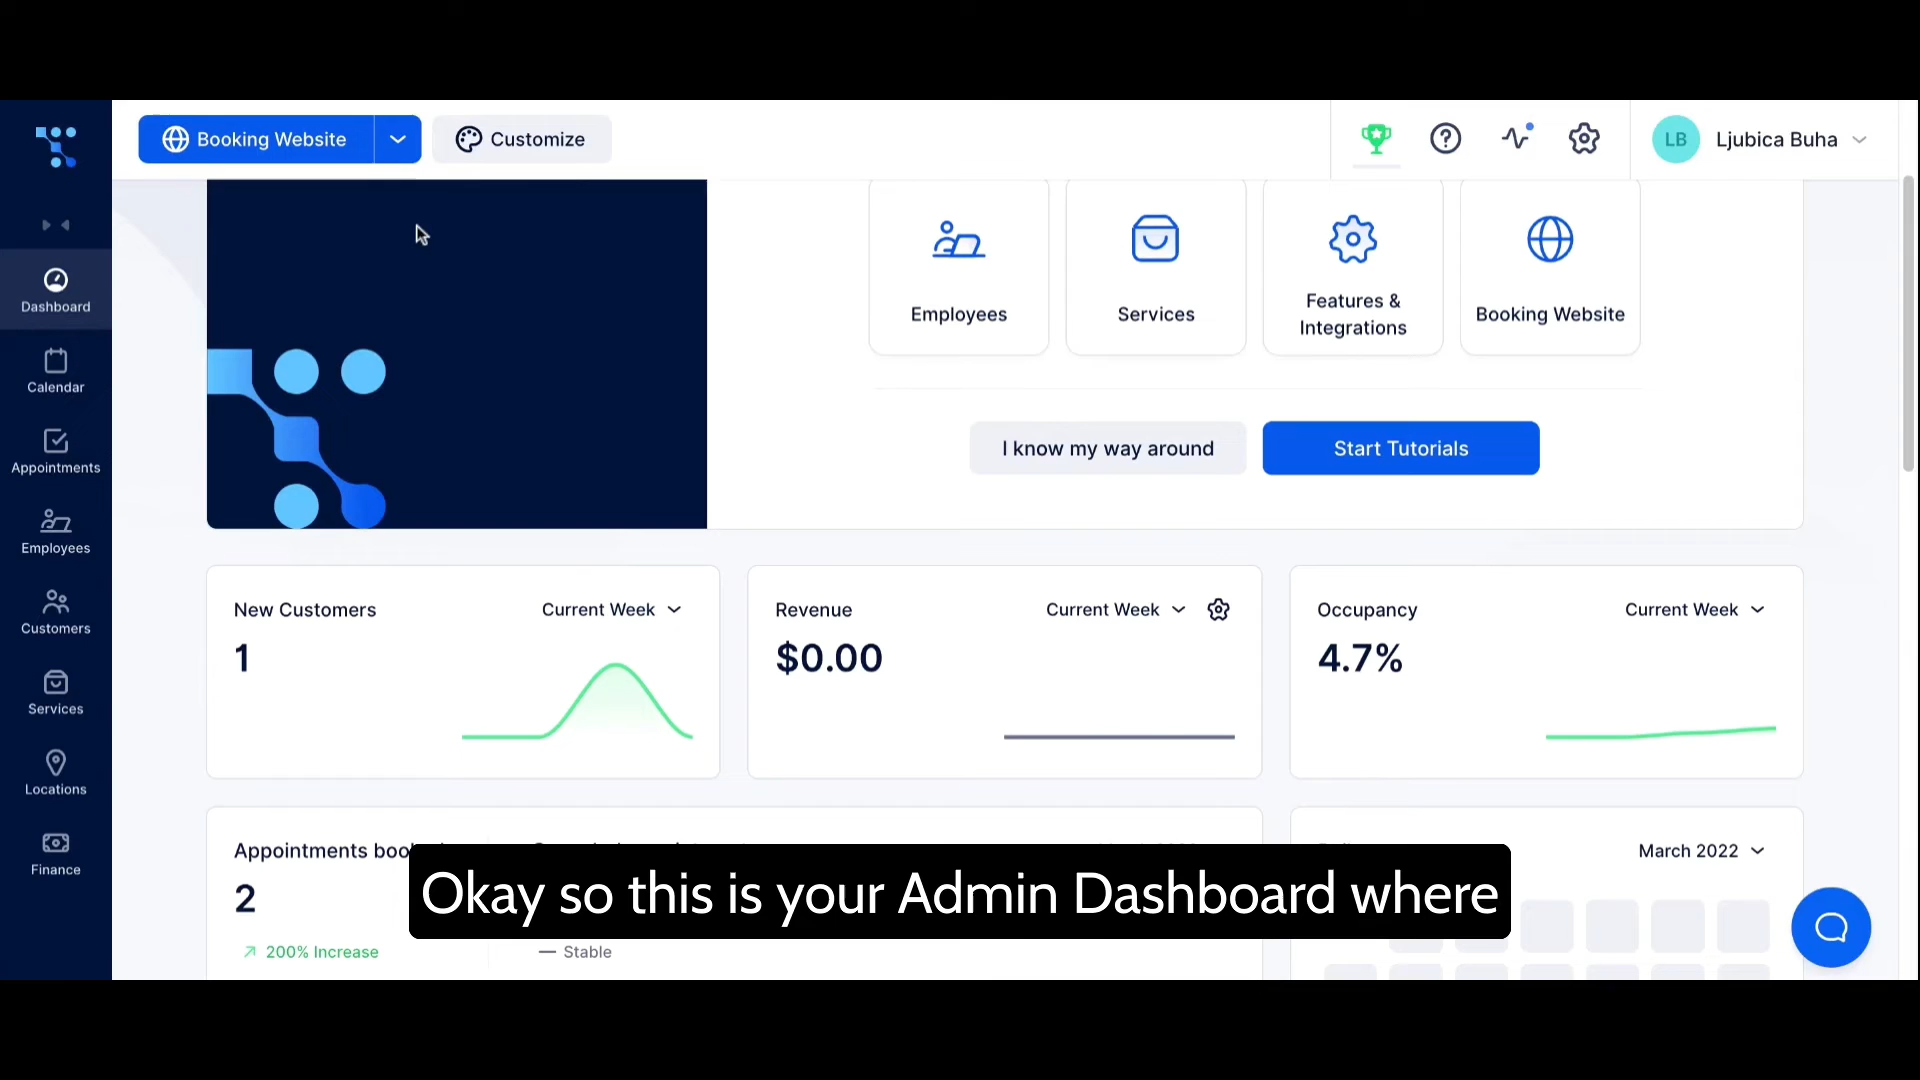 Booking Website
Customize
LB
Ljubica Buha
Dashboard
Calendar
Appointments
Employees
Customers
Services
Locations
Finance
Employees
Services
Features &
Integrations
Booking Website
I know my way around
Start Tutorials
New Customers
Current Week
1
Revenue
Current Week
$0.00
Occupancy
Current Week
4.7%
Appointments
2
200% Increase
Stable
March 2022
Okay so this is your Admin Dashboard where